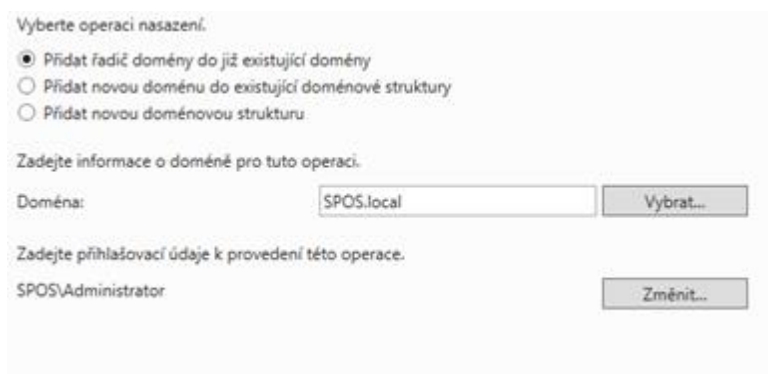 Vyberte operaci nasazení.
Přidat řadič domény do již existující domény
Přidat novou doménu do existující doménové struktury
Přidat novou doménovou strukturu
Zadejte informace o doméně pro tuto operaci.
Doména: SPOS.local Vybrat...
Zadejte přihlašovací údaje k provedení této operace.
SPOS\Administrator Změnit...